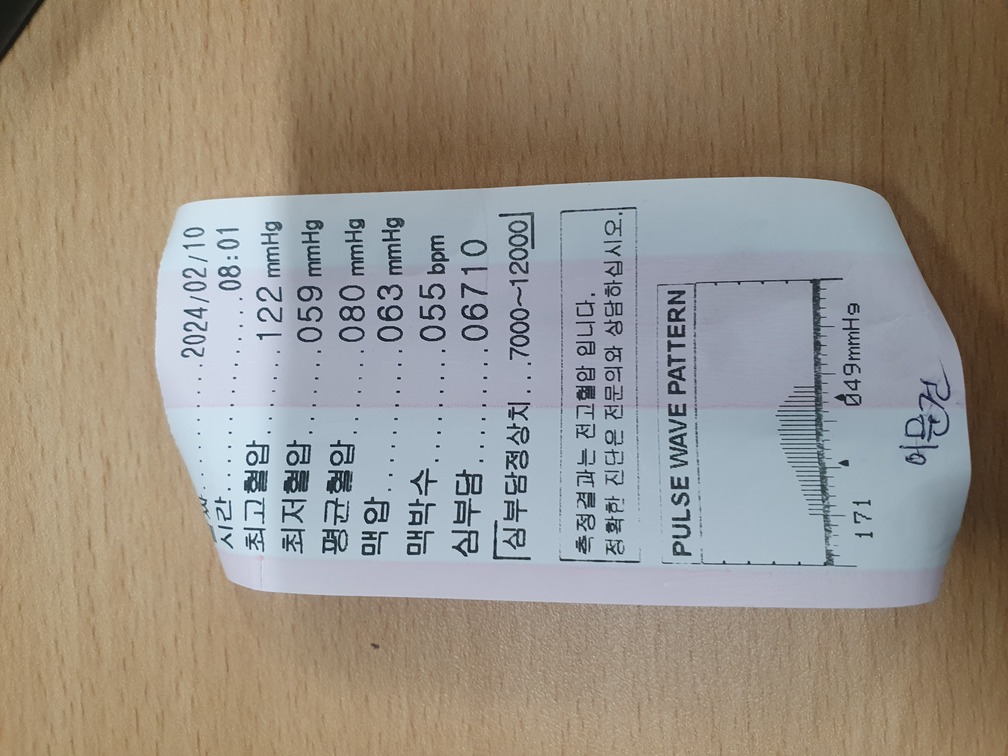 ..... 2024/02/10
시간 ..... 08:01
최고혈압 .... 122 mmHg
최저혈압 .... 059 mmHg
평균혈압 .... 080 mmHg
맥압 ..... 063 mmHg
맥박수 ..... 055 bpm
심부담 ..... 06710
심부담정상치 ...7000~12000
측정결과는 전고혈압 입니다.
정확한 진단은 전문의와 상담하십시오.
PULSE WAVE PATTERN
171 049mmHg